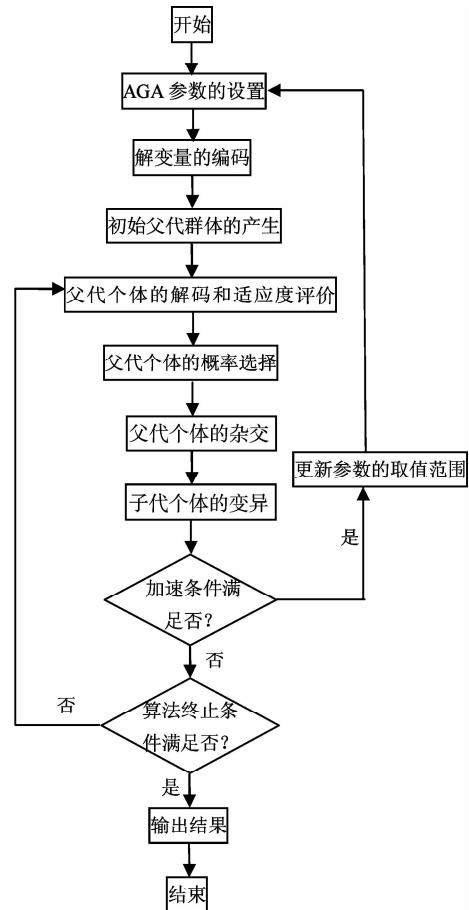 开始
AGA 参数的设置
解变量的编码
初始父代群体的产生
父代个体的解码和适应度评价
父代个体的概率选择
父代个体的杂交
子代个体的变异
更新参数的取值范围
是
加速条件满
足否?
否
否
算法终止条
件满足否?
是
输出结果
结束